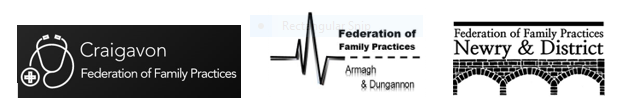 Craigavon
Federation of Family Practices
Rectangular Snip
Federation of
Family Practices
Armagh
& Dungannon
Federation of Family Practices
Newry & District